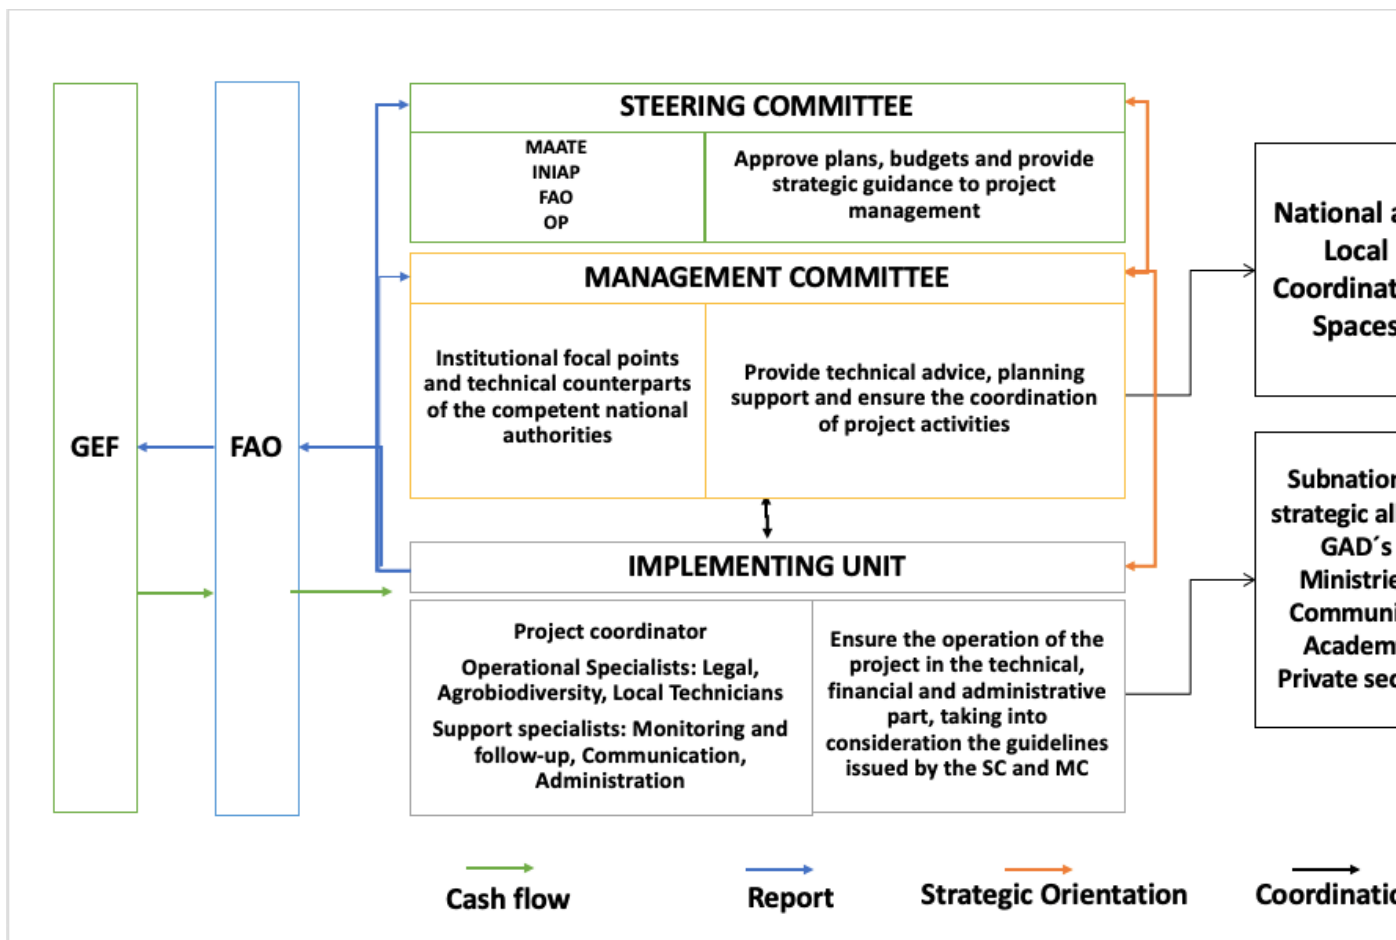 GEF
FAO
STEERING COMMITTEE
MAATE
INIAP
FAO
OP
Approve plans, budgets and provide
strategic guidance to project
management
MANAGEMENT COMMITTEE
Institutional focal points
and technical counterparts
of the competent national
authorities
Provide technical advice, planning
support and ensure the coordination
of project activities
IMPLEMENTING UNIT
Project coordinator
Operational Specialists: Legal,
Agrobiodiversity, Local Technicians
Support specialists: Monitoring and
follow-up, Communication,
Administration
Ensure the operation of the
project in the technical,
financial and administrative
part, taking into
consideration the guidelines
issued by the SC and MC
National
Local
Spaces
strategic
GAD´s
Private
Cash flow
Report
Strategic Orientation